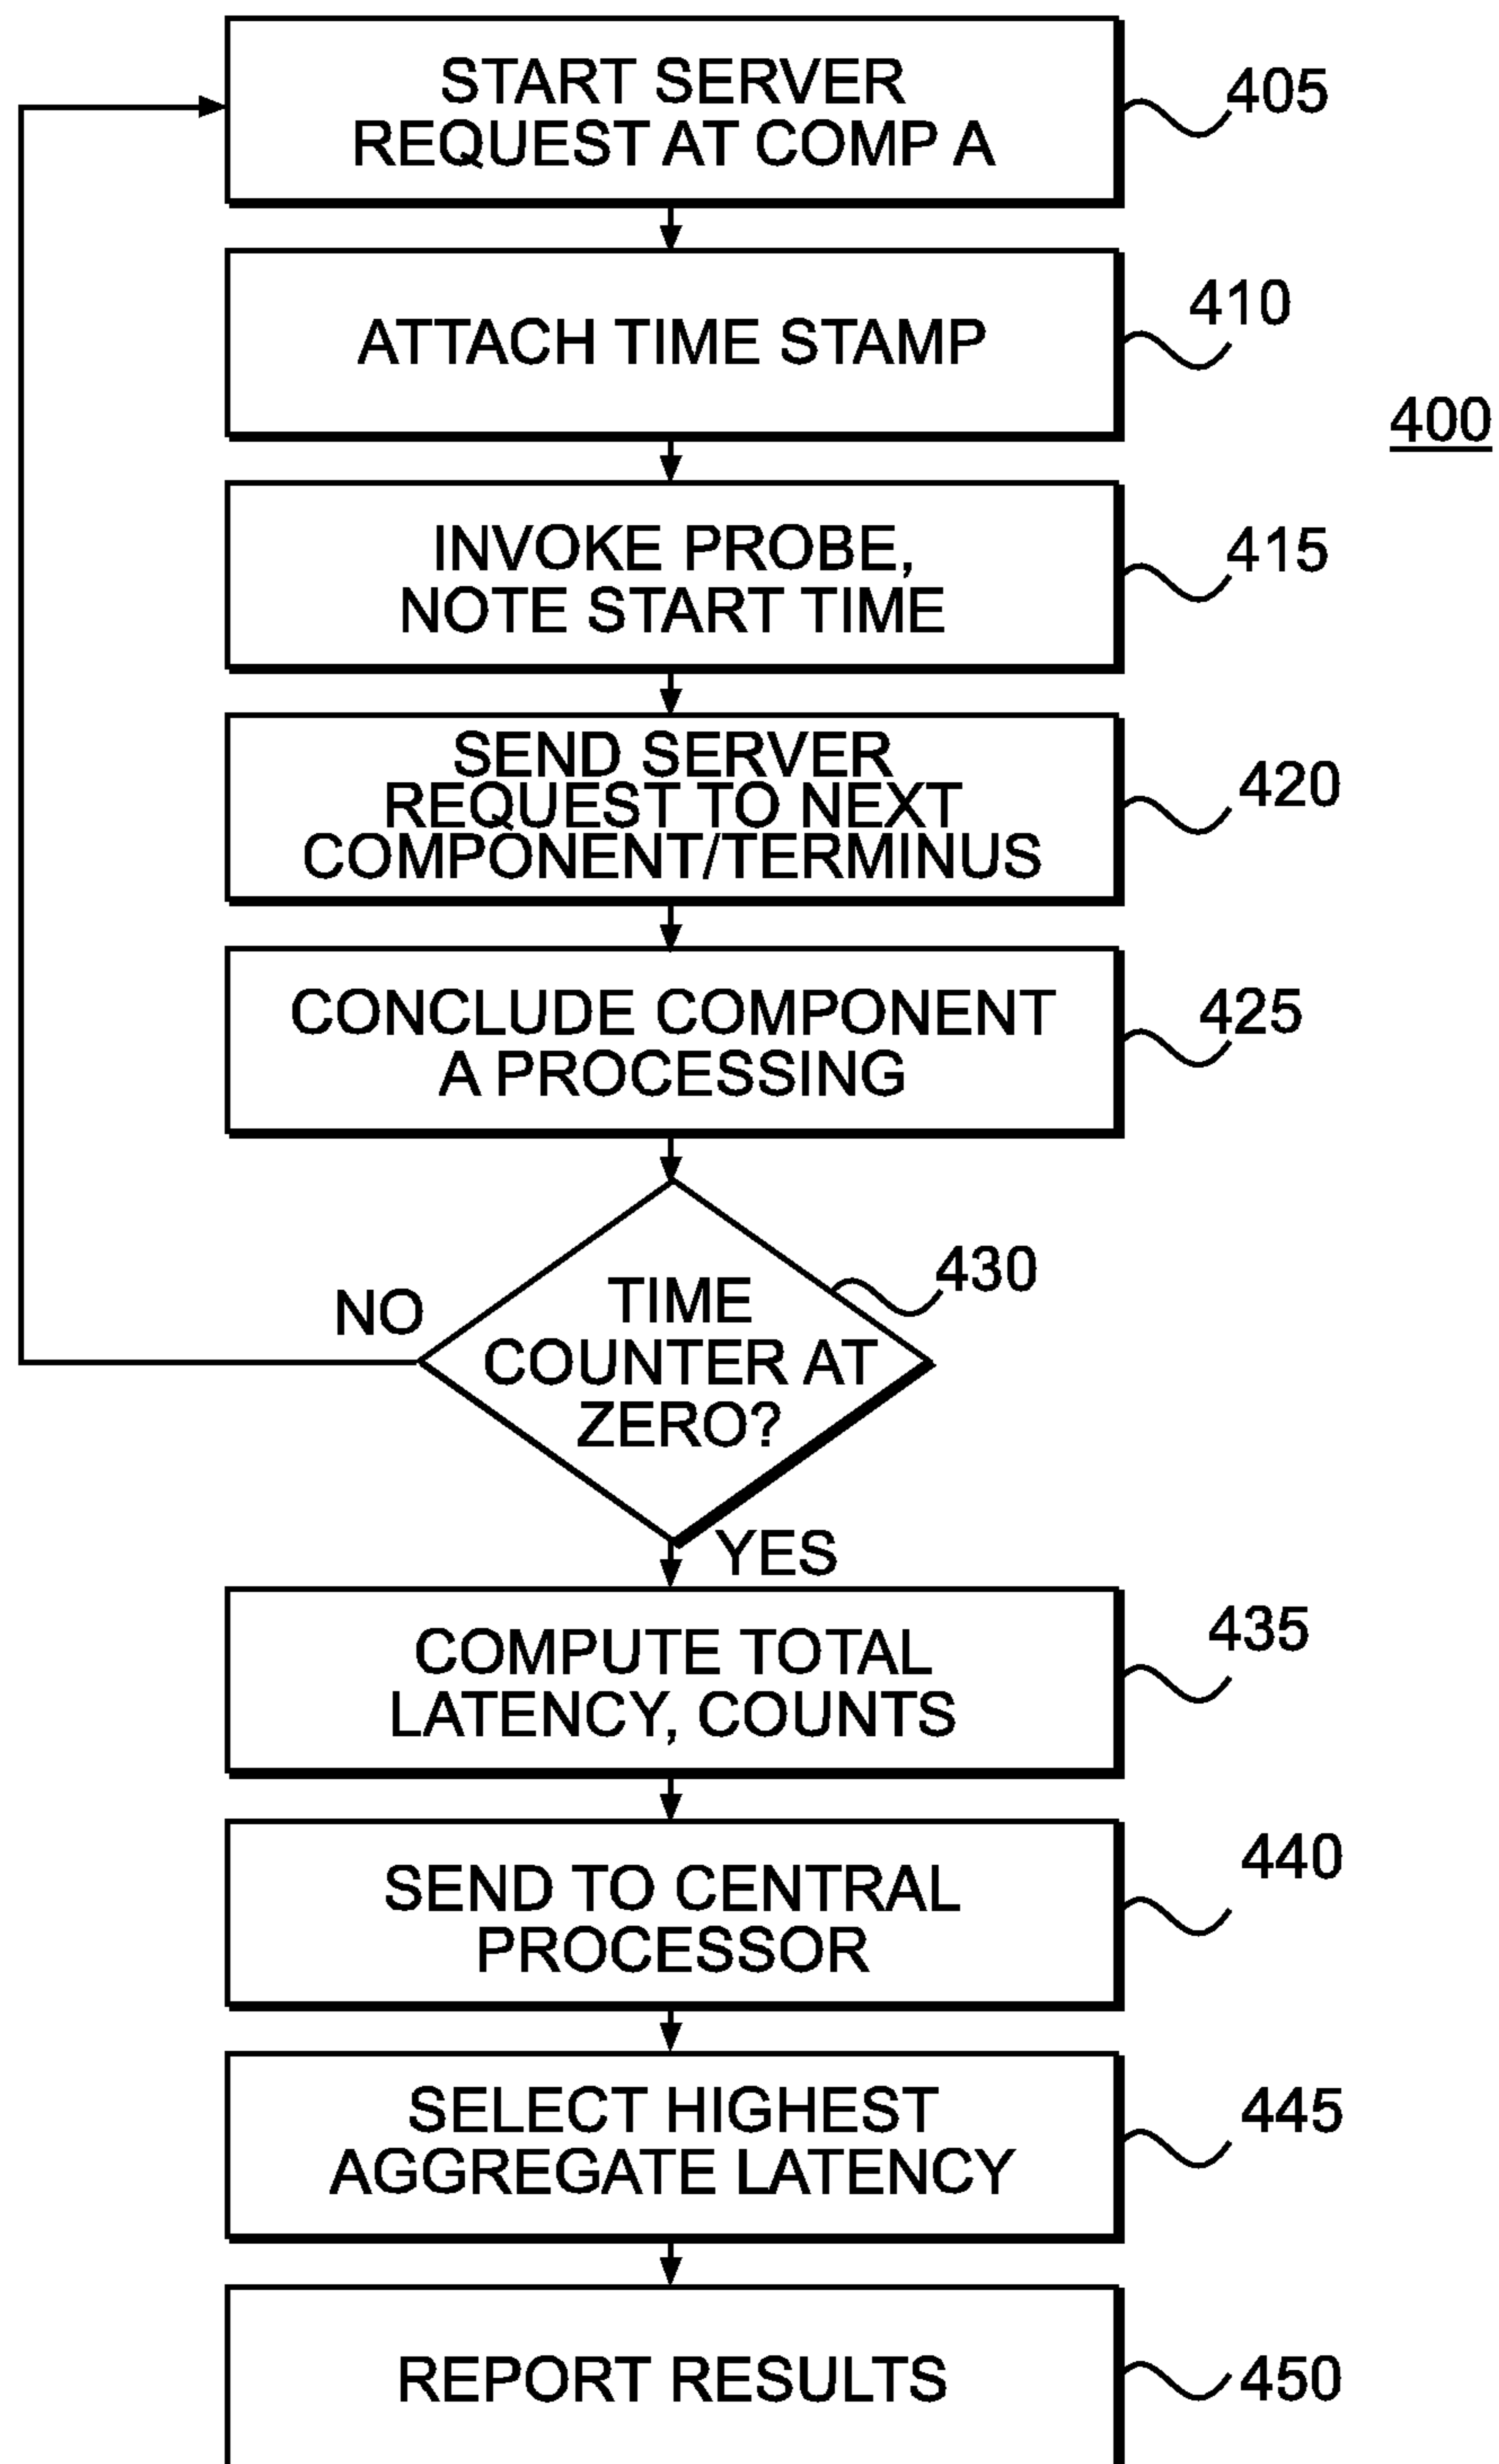 START SERVER
REQUEST AT COMP A
405
ATTACH TIME STAMP
410
400
INVOKE PROBE,
NOTE START TIME
415
SEND SERVER
REQUEST TO NEXT
COMPONENT/TERMINUS
420
CONCLUDE COMPONENT
A PROCESSING
425
TIME
COUNTER AT
ZERO?
430
NO
YES
COMPUTE TOTAL
LATENCY, COUNTS
435
SEND TO CENTRAL
PROCESSOR
440
SELECT HIGHEST
AGGREGATE LATENCY
445
REPORT RESULTS
450